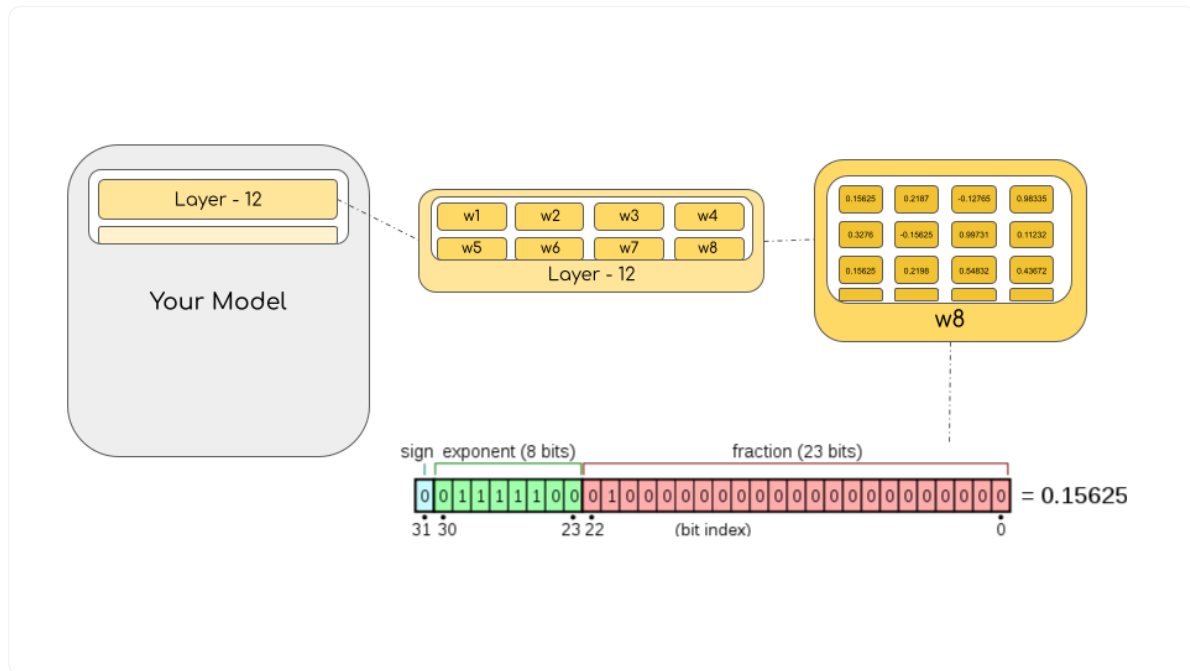 Layer - 12
Your Model
w1 w2 w3 w4
w5 w6 w7 w8
Layer - 12
0.15625 0.2187 -0.12765 0.98335
0.3276 -0.15625 0.99731 0.11232
0.15625 0.2198 0.54832 0.43672
w8
sign exponent (8 bits) fraction (23 bits)
0 0 1 1 1 1 1 0 0 0 1 0 0 0 0 0 0 0 0 0 0 0 0 0 0 0 0 0 0 0 0 0 = 0.15625
31 30 23 22 (bit index) 0